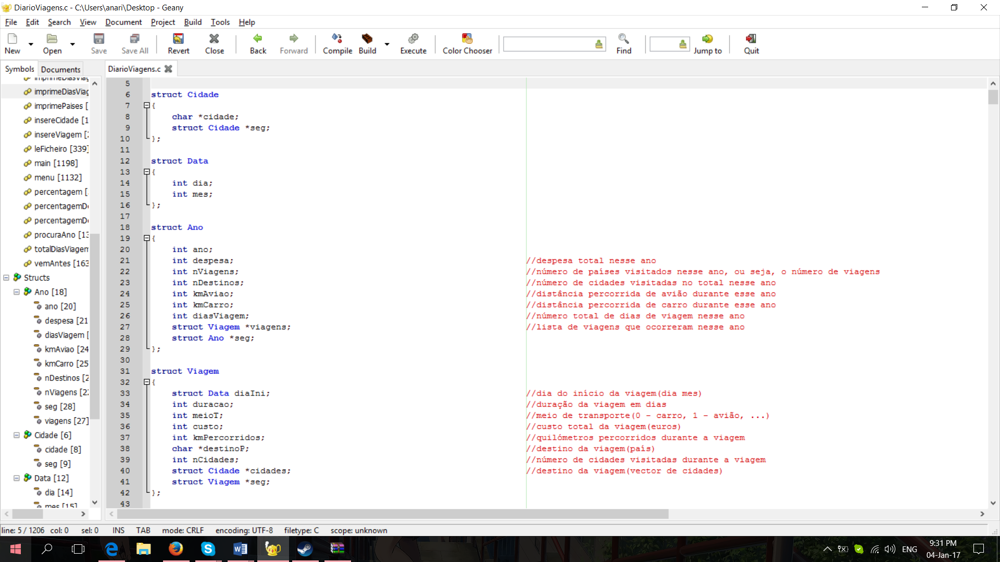 DiarioViagens.c - C:\Users\anari\Desktop - Geany
File Edit Search View Document Project Build Tools Help
New Open Save Save All Revert Close Back Forward Compile Build Execute Color Chooser Find Jump to Quit
Symbols Documents
DiarioViagens.c
imprimeDiasViag
imprimePaises [
insereCidade [1
insereViagem [2
leFicheiro [339]
main [1198]
menu [1132]
percentagem [
percentagemD
percentagemD
procuraAno [13
totalDiasViagem
vemAntes [163
Structs
Ano [18]
ano [20]
despesa [21
diasViagem [
kmAviao [24
kmCarro [25
nDestinos [2
nViagens [22
seg [28]
viagens [27]
Cidade [6]
cidade [8]
seg [9]
Data [12]
dia [14]
mes [15]
5
6 struct Cidade
7 {
8 char *cidade;
9 struct Cidade *seg;
10 };
11
12 struct Data
13 {
14 int dia;
15 int mes;
16 };
17
18 struct Ano
19 {
20 int ano;
21 int despesa; //despesa total nesse ano
22 int nViagens; //número de países visitados nesse ano, ou seja, o número de viagens
23 int nDestinos; //número de cidades visitadas no total nesse ano
24 int kmAviao; //distância percorrida de avião durante esse ano
25 int kmCarro; //distância percorrida de carro durante esse ano
26 int diasViagem; //número total de dias de viagem nesse ano
27 struct Viagem *viagens; //lista de viagens que ocorreram nesse ano
28 struct Ano *seg;
29 };
30
31 struct Viagem
32 {
33 struct Data diaIni; //dia do início da viagem(dia mes)
34 int duracao; //duração da viagem em dias
35 int meioT; //meio de transporte(0 - carro, 1 - avião, ...)
36 int custo; //custo total da viagem(euros)
37 int kmPercorridos; //quilómetros percorridos durante a viagem
38 char *destinoP; //destino da viagem(país)
39 int nCidades; //número de cidades visitadas durante a viagem
40 struct Cidade *cidades; //destino da viagem(vector de cidades)
41 struct Viagem *seg;
42 };
43
line: 5 / 1206 col: 0 sel: 0 INS TAB mode: CRLF encoding: UTF-8 filetype: C scope: unknown
ENG
9:31 PM
04-Jan-17